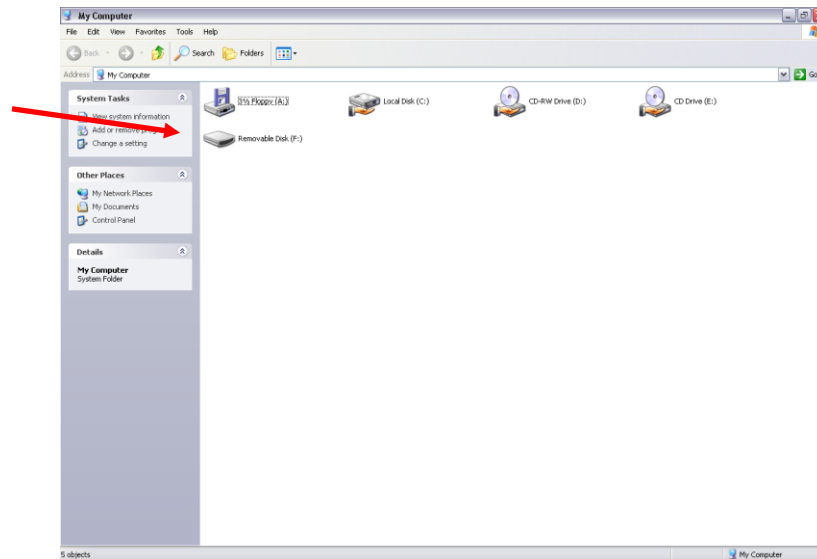 My Computer
File Edit View Favorites Tools Help
Back Search Folders
Address My Computer Go
System Tasks
View system information
Add or remove
Change a setting
Other Places
My Network Places
My Documents
Control Panel
Details
My Computer
System Folder
3½ Floppy (A:) Local Disk (C:) CD-RW Drive (D:) CD Drive (E:)
Removable Disk (F:)
5 objects My Computer